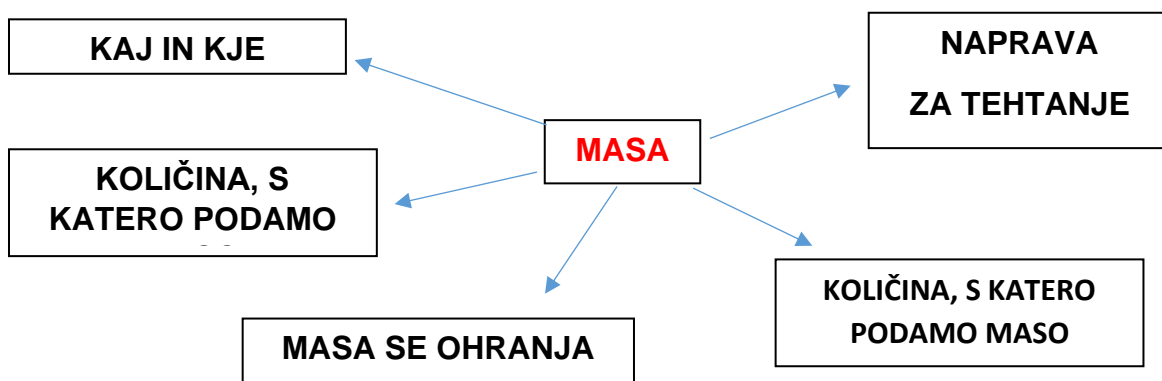 KAJ IN KJE
NAPRAVA
ZA TEHTANJE
MASA
KOLIČINA, S
KATERO PODAMO
KOLIČINA, S KATERO
PODAMO MASO
MASA SE OHRANJA